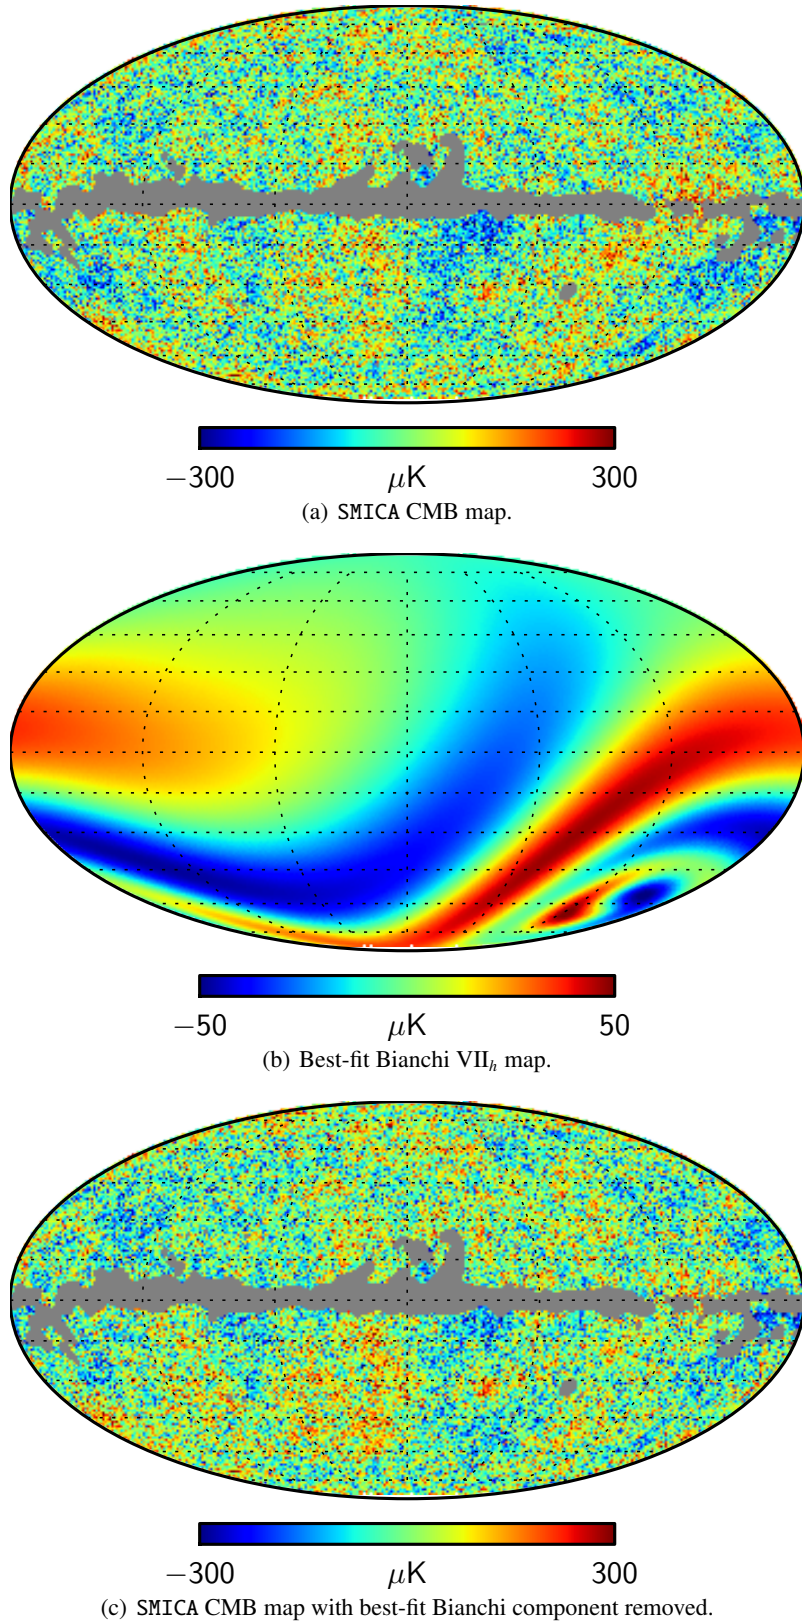 −300 μK 300
(a) SMICA CMB map.
−50 μK 50
(b) Best-fit Bianchi VIIₕ map.
−300 μK 300
(c) SMICA CMB map with best-fit Bianchi component removed.